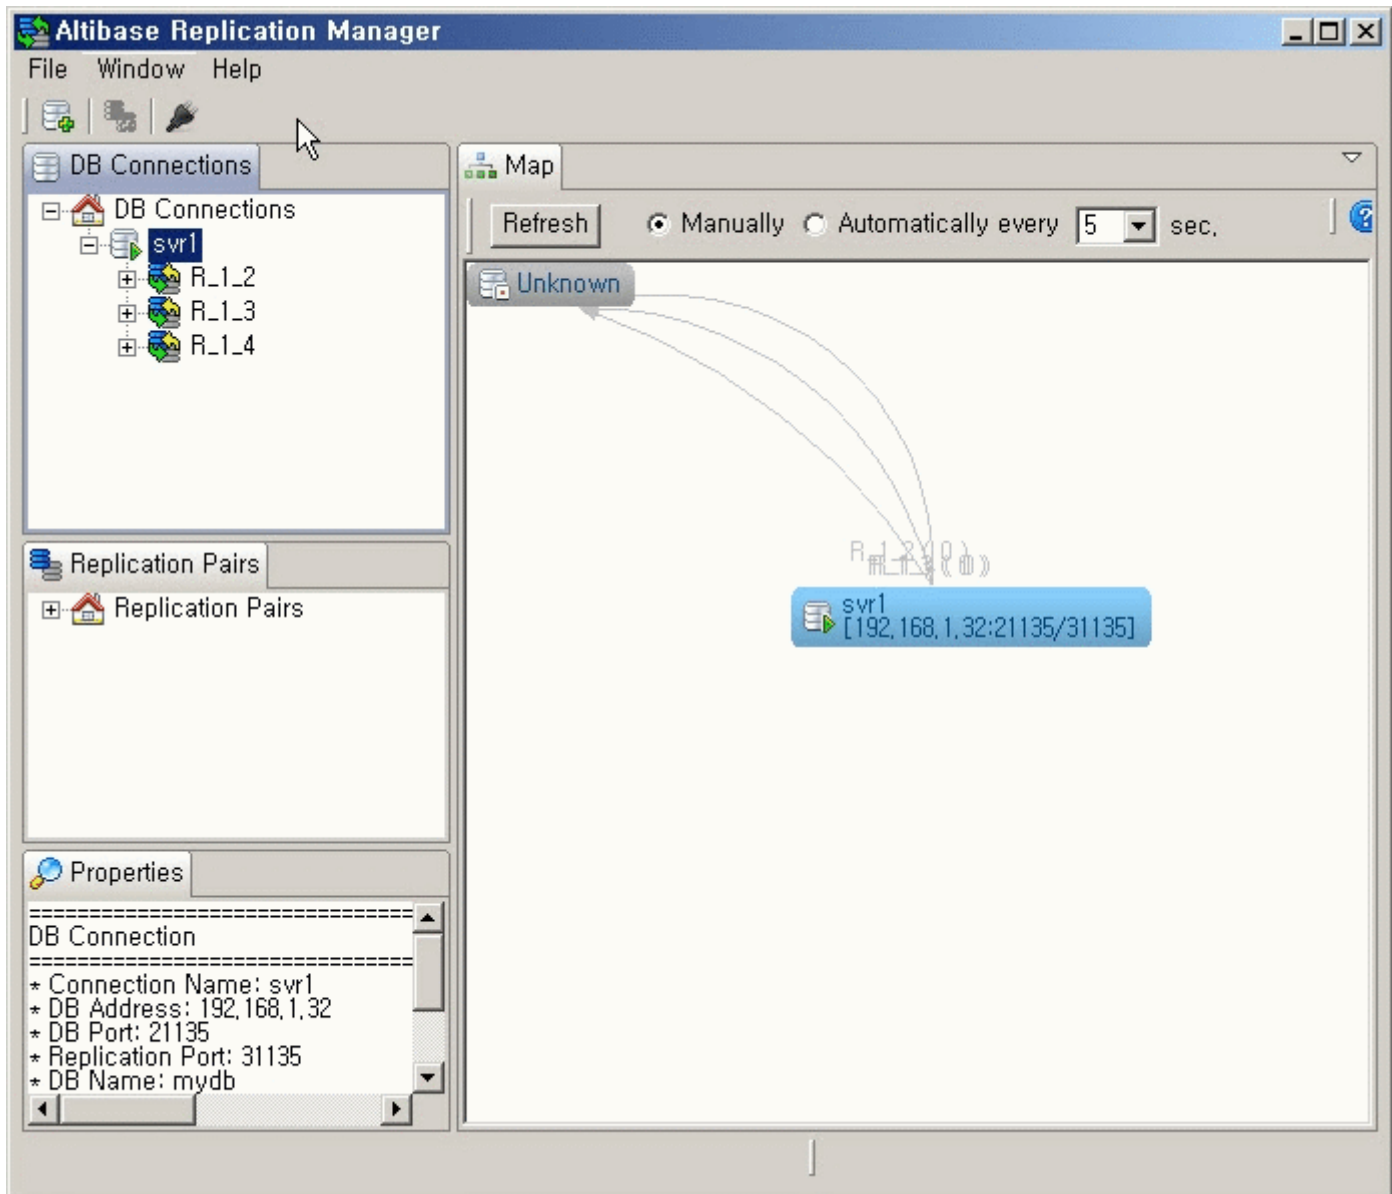 Altibase Replication Manager
File Window Help
DB Connections
DB Connections
svr1
R_1_2
R_1_3
R_1_4
Replication Pairs
Replication Pairs
Properties
==================================
DB Connection
==================================
* Connection Name: svr1
* DB Address: 192,168,1,32
* DB Port: 21135
* Replication Port: 31135
* DB Name: mydb
Map
Refresh Manually Automatically every 5 sec,
Unknown
svr1
[192,168,1,32:21135/31135]